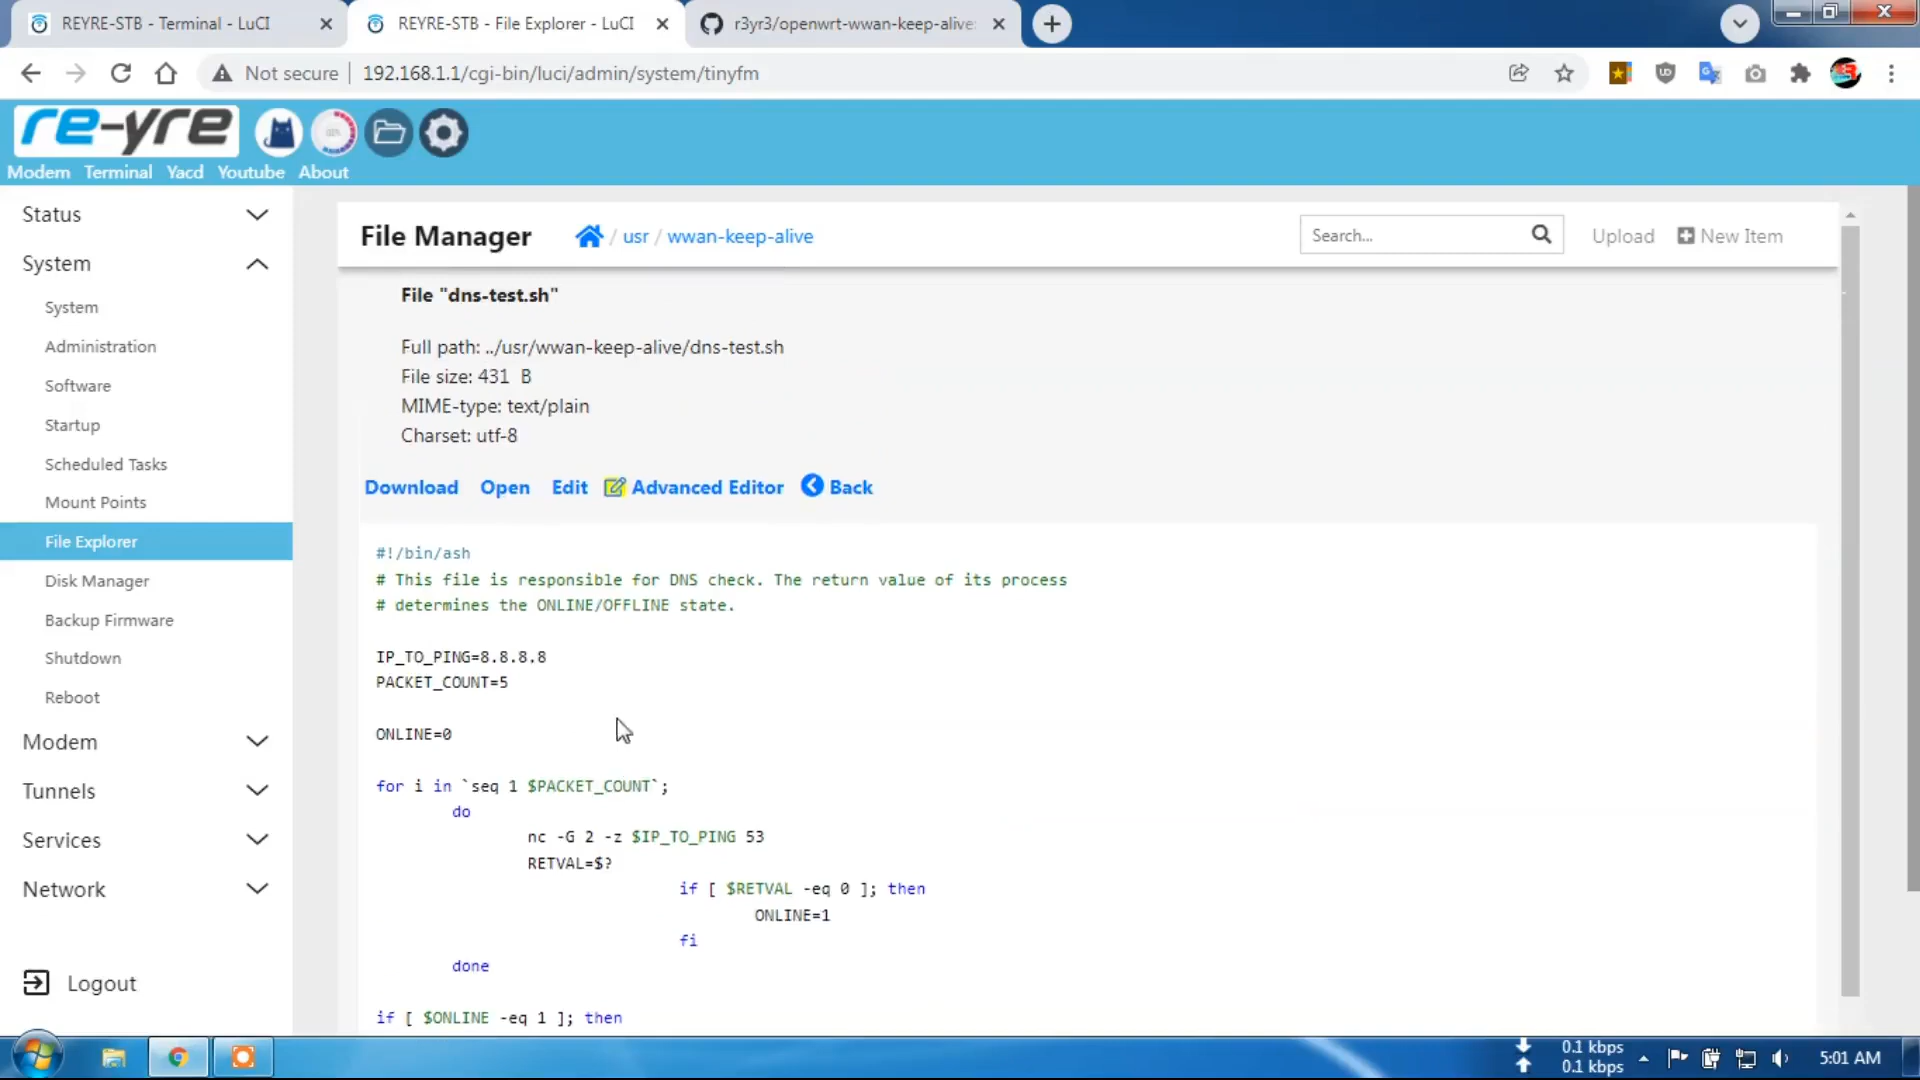 REYRE-STB - Terminal - LuCI
REYRE-STB - File Explorer - LuCI
r3yr3/openwrt-wwan-keep-alive:
Not secure
192.168.1.1/cgi-bin/luci/admin/system/tinyfm
re-yre
Modem Terminal Yacd Youtube About
Status
System
System
Administration
Software
Startup
Scheduled Tasks
Mount Points
File Explorer
Disk Manager
Backup Firmware
Shutdown
Reboot
Modem
Tunnels
Services
Network
Logout
File Manager
/ usr / wwan-keep-alive
Search...
Upload
New Item
File "dns-test.sh"
Full path: ../usr/wwan-keep-alive/dns-test.sh
File size: 431 B
MIME-type: text/plain
Charset: utf-8
Download Open Edit Advanced Editor Back
#!/bin/ash
# This file is responsible for DNS check. The return value of its process
# determines the ONLINE/OFFLINE state.
IP_TO_PING=8.8.8.8
PACKET_COUNT=5
ONLINE=0
for i in `seq 1 $PACKET_COUNT`;
do
nc -G 2 -z $IP_TO_PING 53
RETVAL=$?
if [ $RETVAL -eq 0 ]; then
ONLINE=1
fi
done
if [ $ONLINE -eq 1 ]; then
0.1 kbps
0.1 kbps
5:01 AM